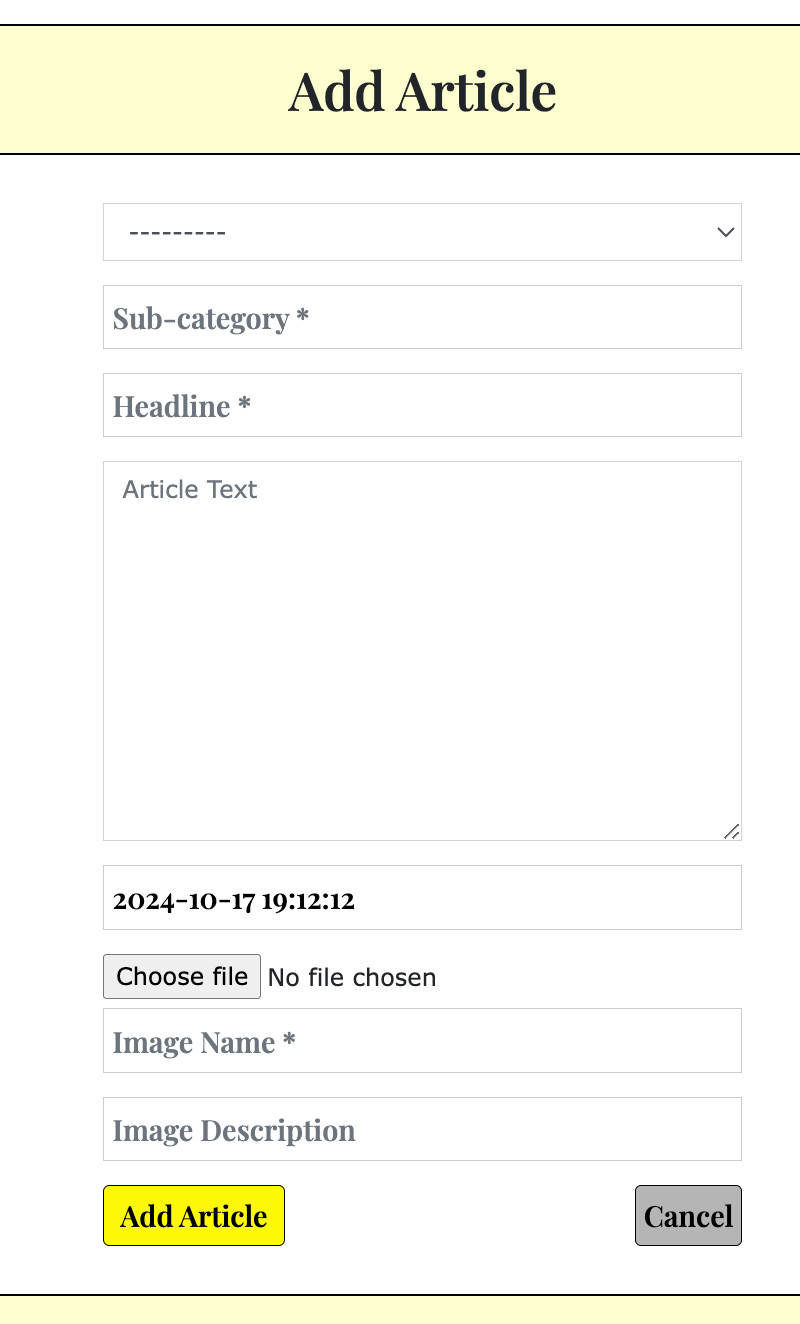 Add Article
---------
Sub-category *
Headline *
Article Text
2024-10-17 19:12:12
Choose file No file chosen
Image Name *
Image Description
Add Article Cancel